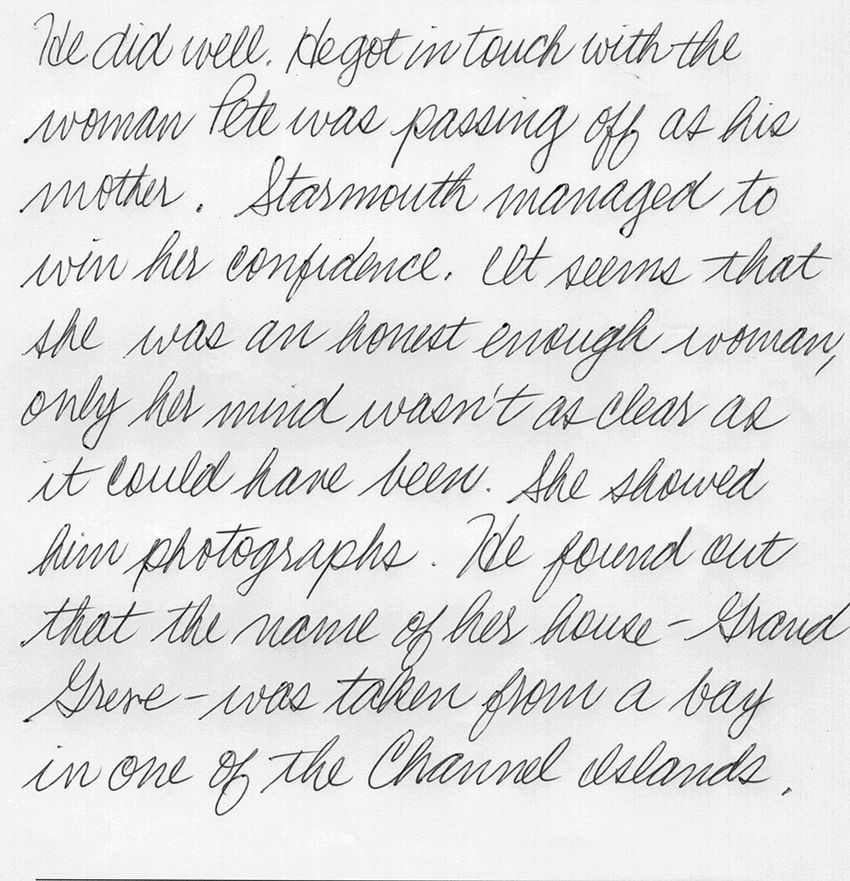 He did well. He got in touch with the
woman Pete was passing off as his
mother. Starmouth managed to
win her confidence. It seems that
she was an honest enough woman,
only her mind wasn't as clear as
it could have been. She showed
him photographs. He found out
that the name of her house - Grand
Greve - was taken from a bay
in one of the Channel Islands.